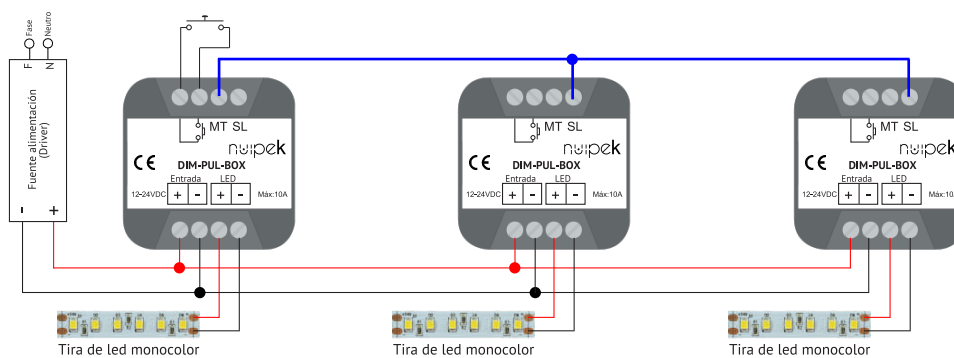 Fase
Neutro
F
N
Fuente alimentación
(Driver)
-
+
MT SL
nuipek
CE
DIM-PUL-BOX
Entrada
LED
12-24VDC
+ - + -
Máx:10A
MT SL
nuipek
CE
DIM-PUL-BOX
Entrada
LED
12-24VDC
+ - + -
Máx:10A
MT SL
nuipek
CE
DIM-PUL-BOX
Entrada
LED
12-24VDC
+ - + -
Máx:10A
Tira de led monocolor
Tira de led monocolor
Tira de led monocolor